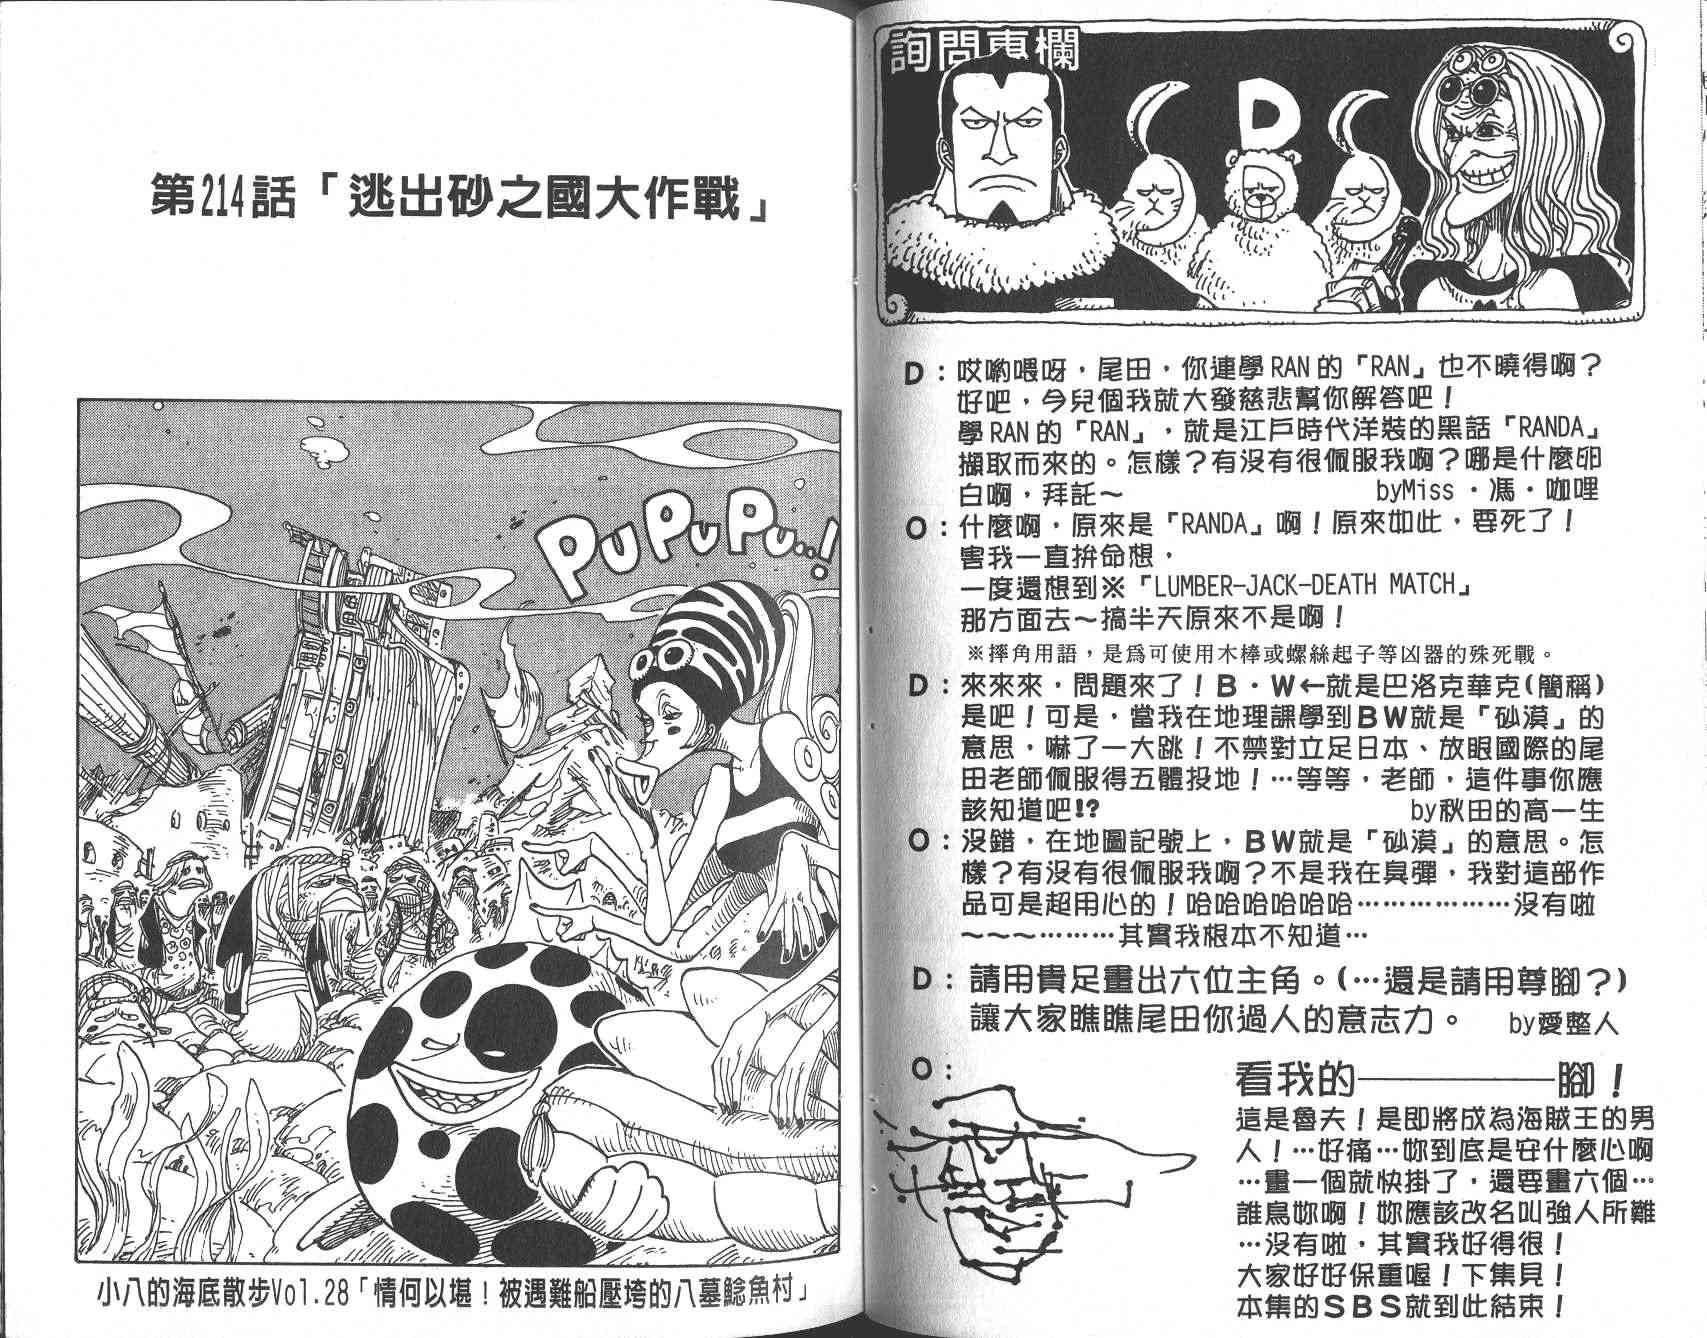 詢問專欄
D
D：哎喲喂呀，尾田，你連學RAN的「RAN」也不曉得啊？
好吧，今兒個我就大發慈悲幫你解答吧！
學RAN的「RAN」，就是江戶時代洋裝的黑話「RANDA」
擷取而來的。怎樣？有沒有很佩服我啊？哪是什麼卵
白啊，拜託～ byMiss・馮・咖哩
O：什麼啊，原來是「RANDA」啊！原來如此，要死了！
害我一直拚命想，
一度還想到※「LUMBER-JACK-DEATH MATCH」
那方面去～搞半天原來不是啊！
※摔角用語，是為可使用木棒或螺絲起子等凶器的殊死戰。
D：來來來，問題來了！B・W←就是巴洛克華克(簡稱)
是吧！可是，當我在地理課學到BW就是「砂漠」的
意思，嚇了一大跳！不禁對立足日本、放眼國際的尾
田老師佩服得五體投地！…等等，老師，這件事你應
該知道吧!? by秋田的高一生
O：沒錯，在地圖記號上，BW就是「砂漠」的意思。怎
樣？有沒有很佩服我啊？不是我在臭彈，我對這部作
品可是超用心的！哈哈哈哈哈哈………………沒有啦
～～～………其實我根本不知道…
D：請用貴足畫出六位主角。(…還是請用尊腳？)
讓大家瞧瞧尾田你過人的意志力。 by愛整人
O：
看我的————腳！
這是魯夫！是即將成為海賊王的男
人！…好痛…妳到底是安什麼心啊
…畫一個就快掛了，還要畫六個…
誰鳥妳啊！妳應該改名叫強人所難
…沒有啦，其實我好得很！
大家好好保重喔！下集見！
本集的SBS就到此結束！
第214話「逃出砂之國大作戰」
PUPUPU..!
小八的海底散步Vol.28「情何以堪！被遇難船壓垮的八墓鯰魚村」